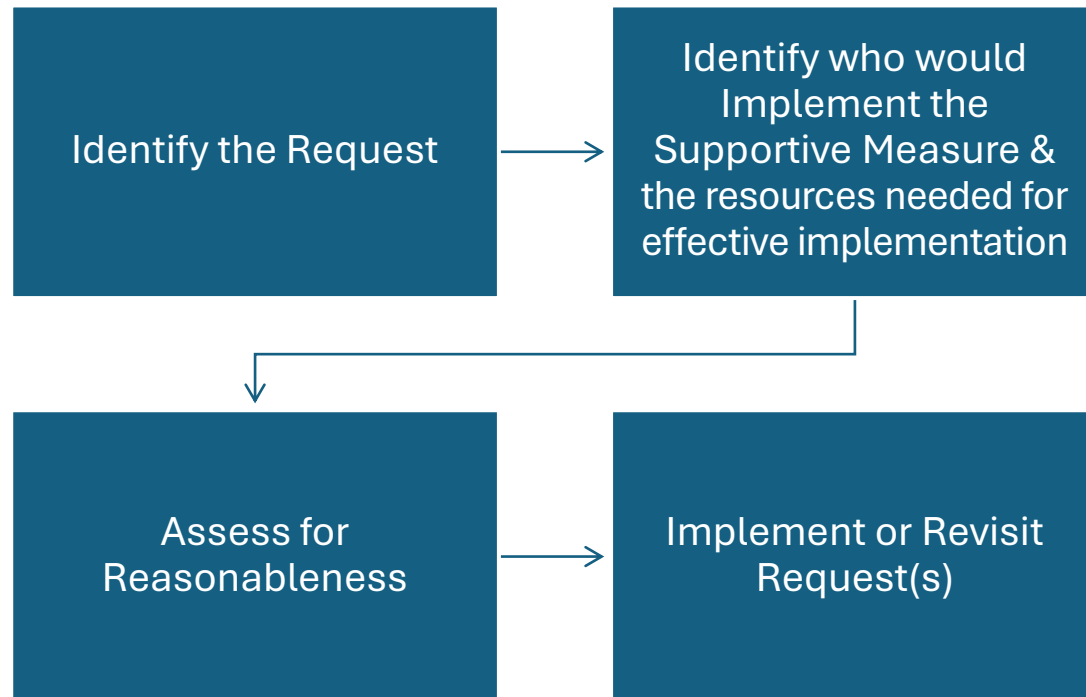 Identify the Request
Identify who would
Implement the
Supportive Measure &
the resources needed for
effective implementation
Assess for
Reasonableness
Implement or Revisit
Request(s)